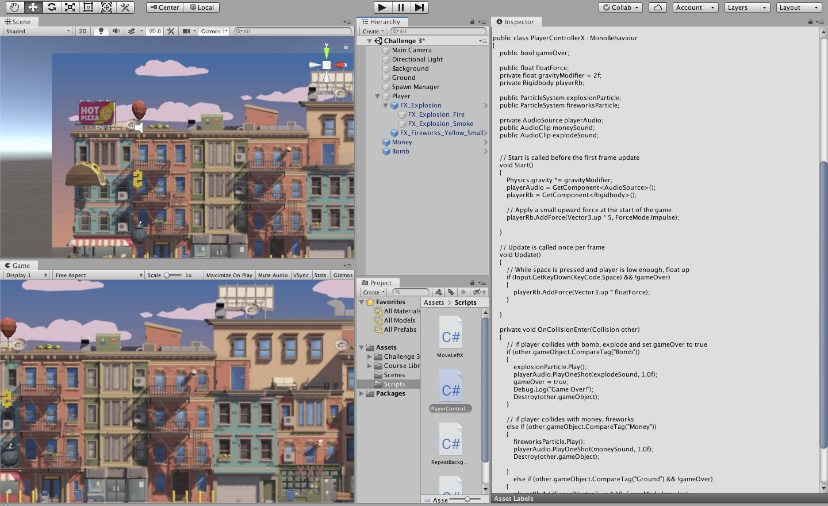 Center
Local
Collab
Account
Layers
Layout
Scene
Shaded
2D
Gizmos
All
HOT
PIZZA
Game
Display 1
Free Aspect
Scale
1x
Maximize On Play
Mute Audio
VSync
Stats
Gizmos
Hierarchy
Create
All
Challenge 3*
Main Camera
Directional Light
Background
Ground
Spawn Manager
Player
FX_Explosion
FX_Explosion_Fire
FX_Explosion_Smoke
FX_Fireworks_Yellow_Small
Money
Bomb
Project
Create
Favorites
All Material
All Models
All Prefabs
Assets
Challenge 3
Course Libr
Scenes
Scripts
Packages
Assets > Scripts
C#
MoveLeftX
C#
PlayerControl...
C#
RepeatBackg...
Asse
Inspector
public class PlayerControllerX : MonoBehaviour
{
public bool gameOver;
public float floatForce;
private float gravityModifier = 2f;
private Rigidbody playerRb;
public ParticleSystem explosionParticle;
public ParticleSystem fireworksParticle;
private AudioSource playerAudio;
public AudioClip moneySound;
public AudioClip explodeSound;
// Start is called before the first frame update
void Start()
{
Physics.gravity *= gravityModifier;
playerAudio = GetComponent<AudioSource>();
playerRb = GetComponent<Rigidbody>();
// Apply a small upward force at the start of the game
playerRb.AddForce(Vector3.up * 5, ForceMode.Impulse);
}
// Update is called once per frame
void Update()
{
// While space is pressed and player is low enough, float up
if (Input.GetKeyDown(KeyCode.Space) && !gameOver)
{
playerRb.AddForce(Vector3.up * floatForce);
}
}
private void OnCollisionEnter(Collision other)
{
// if player collides with bomb, explode and set gameOver to true
if (other.gameObject.CompareTag("Bomb"))
{
explosionParticle.Play();
playerAudio.PlayOneShot(explodeSound, 1.0f);
gameOver = true;
Debug.Log("Game Over!");
Destroy(other.gameObject);
}
// if player collides with money, fireworks
else if (other.gameObject.CompareTag("Money"))
{
fireworksParticle.Play();
playerAudio.PlayOneShot(moneySound, 1.0f);
Destroy(other.gameObject);
}
else if (other.gameObject.CompareTag("Ground") && !gameOver)
{
Asset Labels